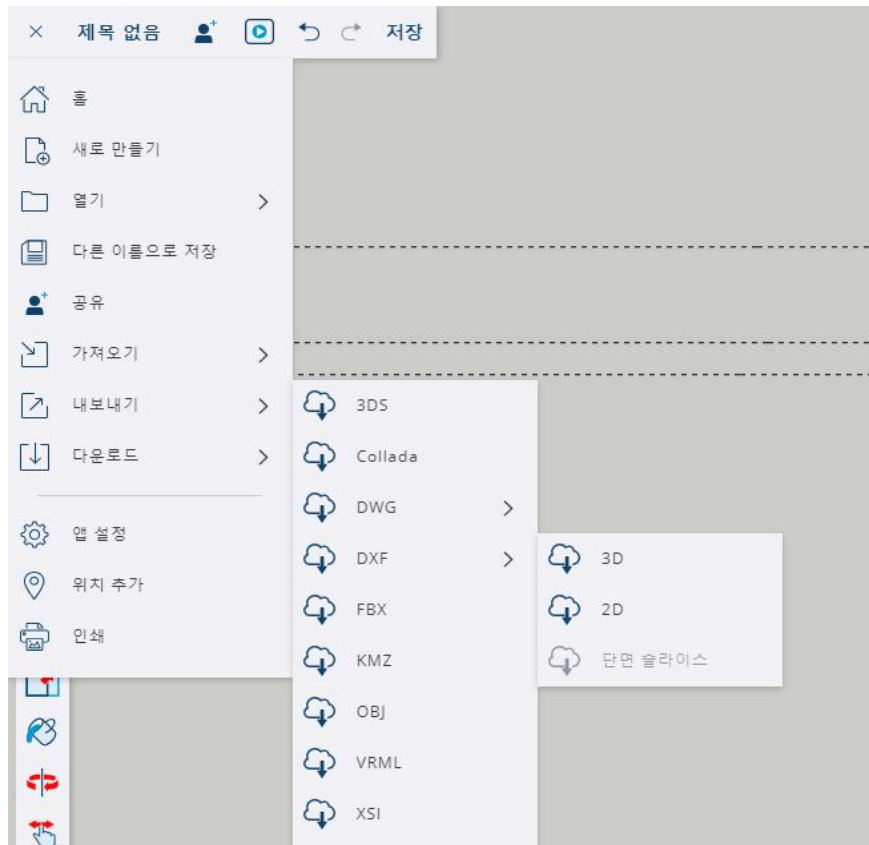 제목 없음
저장
홈
새로 만들기
열기
다른 이름으로 저장
공유
가져오기
내보내기
다운로드
앱 설정
위치 추가
인쇄
3DS
Collada
DWG
DXF
FBX
KMZ
OBJ
VRML
XSI
3D
2D
단면 슬라이스